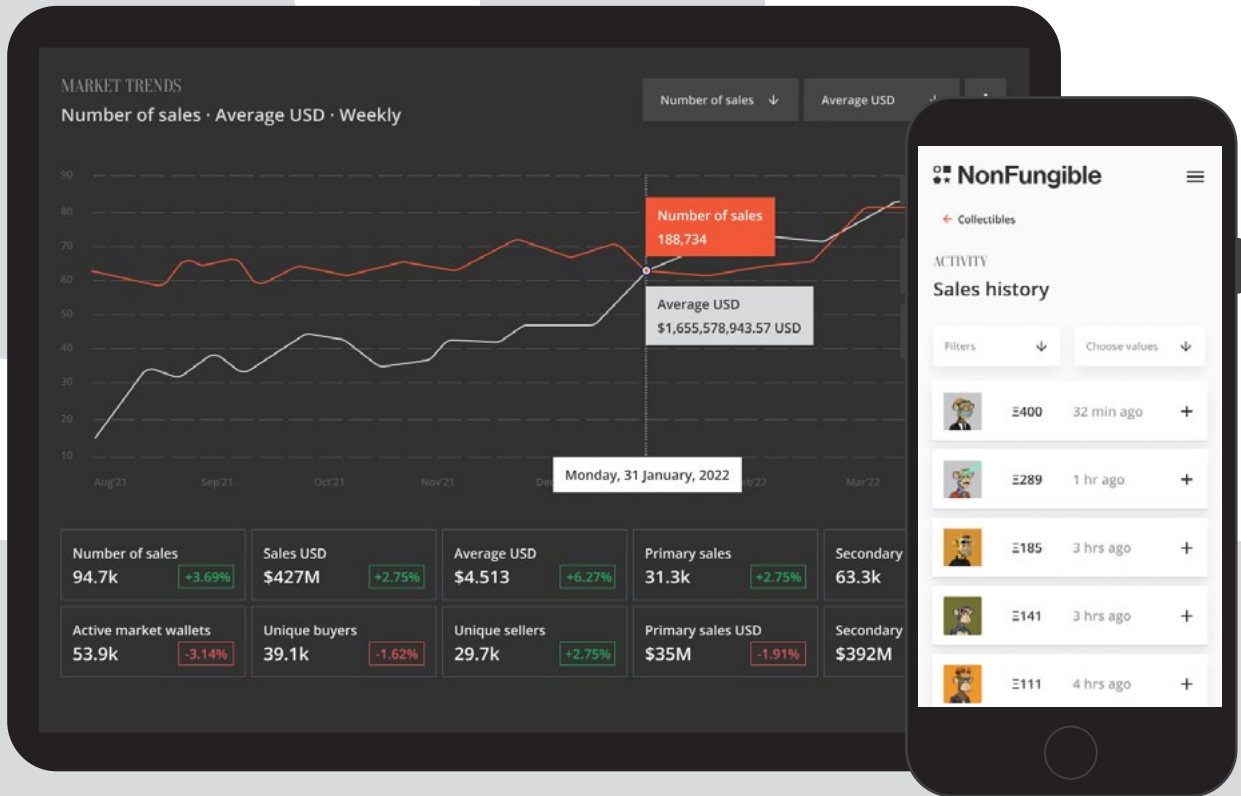 MARKET TRENDS
Number of sales · Average USD · Weekly
Number of sales ↓
Average USD
90
80
70
60
50
40
30
20
10
Number of sales
188,734
Average USD
$1,655,578,943.57 USD
Monday, 31 January, 2022
Aug'21
Sep'21
Oct'21
Nov'21
Mar'22
Number of sales
94.7k
+3.69%
Sales USD
$427M
+2.75%
Average USD
$4.513
+6.27%
Primary sales
31.3k
+2.75%
Secondary
63.3k
Active market wallets
53.9k
-3.14%
Unique buyers
39.1k
-1.62%
Unique sellers
29.7k
+2.75%
Primary sales USD
$35M
-1.91%
Secondary
$392M
NonFungible
← Collectibles
ACTIVITY
Sales history
Filters ↓
Choose values ↓
Ξ400 32 min ago +
Ξ289 1 hr ago +
Ξ185 3 hrs ago +
Ξ141 3 hrs ago +
Ξ111 4 hrs ago +